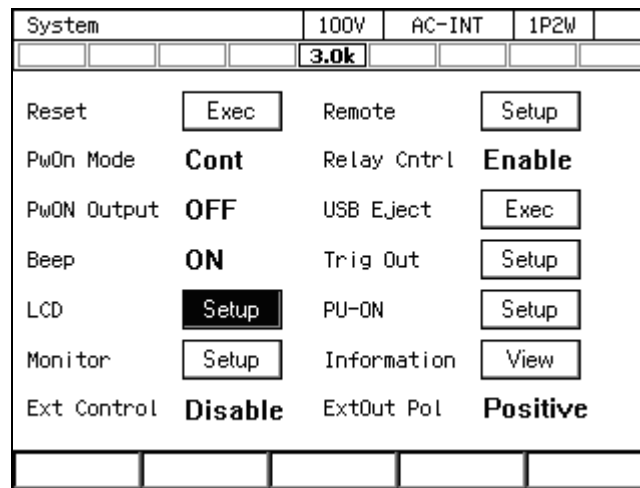 System 100V AC-INT 1P2W
3.0k
Reset Exec Remote Setup
PwOn Mode Cont Relay Cntrl Enable
PwON Output OFF USB Eject Exec
Beep ON Trig Out Setup
LCD Setup PU-ON Setup
Monitor Setup Information View
Ext Control Disable ExtOut Pol Positive